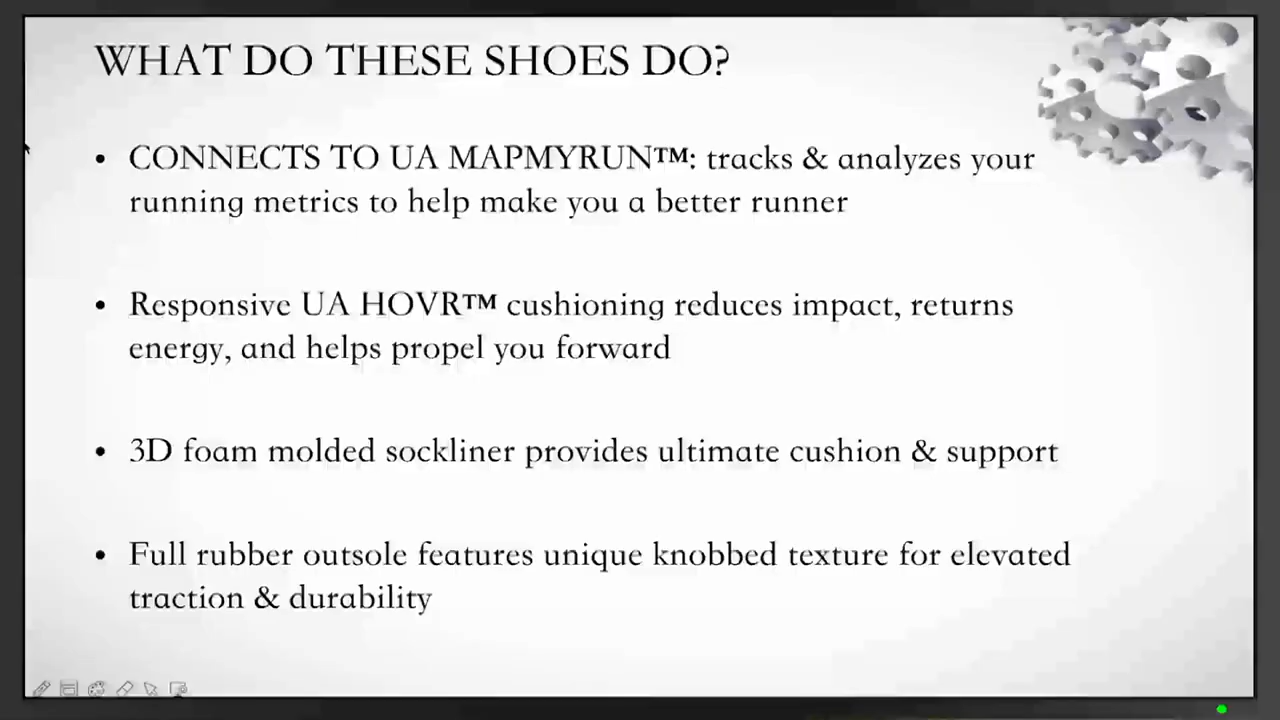 WHAT DO THESE SHOES DO?
• CONNECTS TO UA MAPMYRUN™: tracks & analyzes your
running metrics to help make you a better runner
• Responsive UA HOVR™ cushioning reduces impact, returns
energy, and helps propel you forward
• 3D foam molded sockliner provides ultimate cushion & support
• Full rubber outsole features unique knobbed texture for elevated
traction & durability